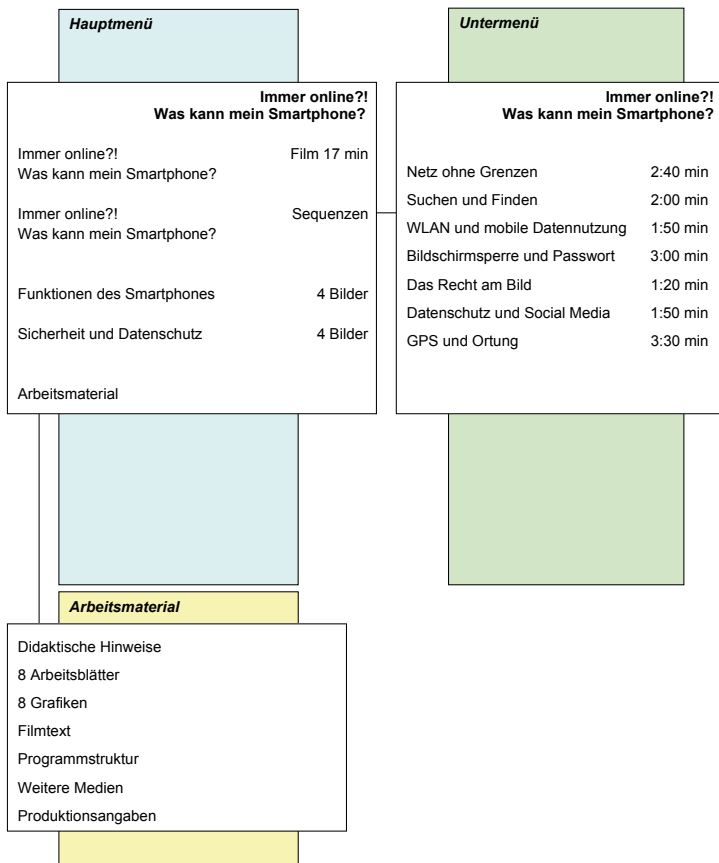 Hauptmenü
Immer online?!
Was kann mein Smartphone?
Immer online?! Film 17 min
Was kann mein Smartphone?
Immer online?! Sequenzen
Was kann mein Smartphone?
Funktionen des Smartphones 4 Bilder
Sicherheit und Datenschutz 4 Bilder
Arbeitsmaterial
Untermenü
Immer online?!
Was kann mein Smartphone?
Netz ohne Grenzen 2:40 min
Suchen und Finden 2:00 min
WLAN und mobile Datennutzung 1:50 min
Bildschirmsperre und Passwort 3:00 min
Das Recht am Bild 1:20 min
Datenschutz und Social Media 1:50 min
GPS und Ortung 3:30 min
Arbeitsmaterial
Didaktische Hinweise
8 Arbeitsblätter
8 Grafiken
Filmtext
Programmstruktur
Weitere Medien
Produktionsangaben